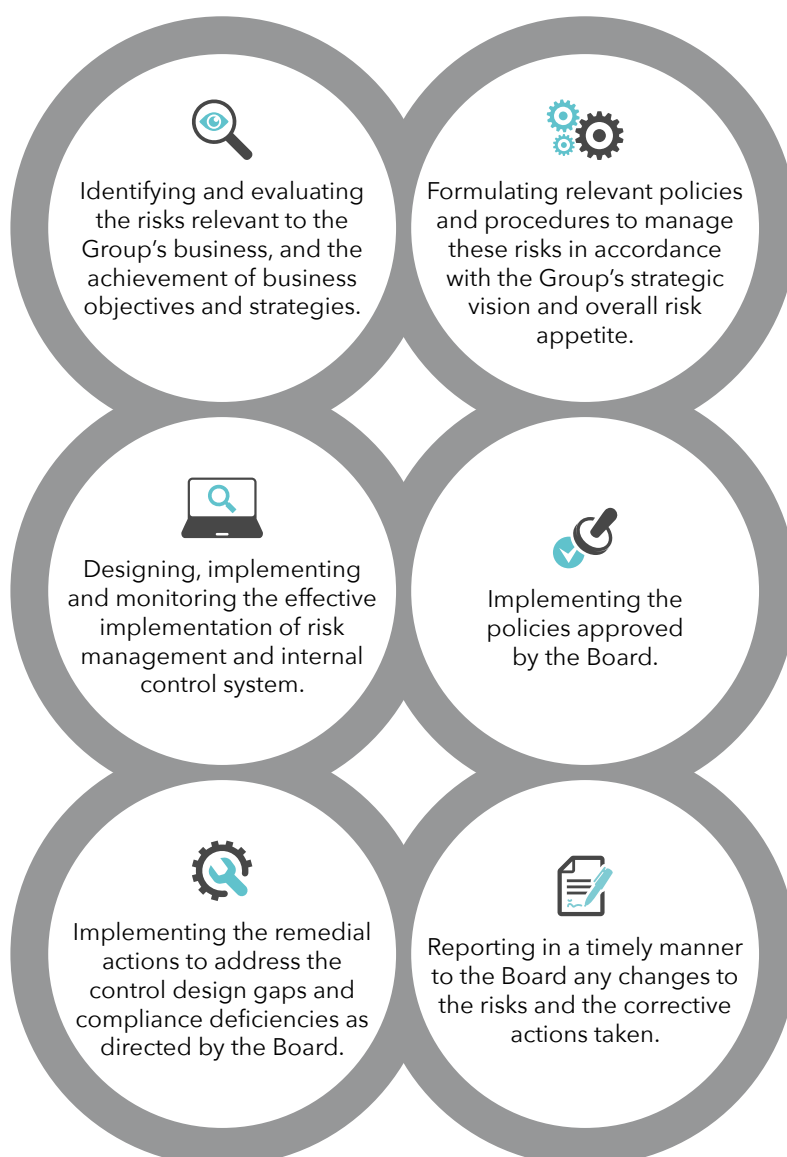 Identifying and evaluating
the risks relevant to the
Group’s business, and the
achievement of business
objectives and strategies.
Formulating relevant policies
and procedures to manage
these risks in accordance
with the Group’s strategic
vision and overall risk
appetite.
Designing, implementing
and monitoring the effective
implementation of risk
management and internal
control system.
Implementing the
policies approved
by the Board.
Implementing the remedial
actions to address the
control design gaps and
compliance deficiencies as
directed by the Board.
Reporting in a timely manner
to the Board any changes to
the risks and the corrective
actions taken.